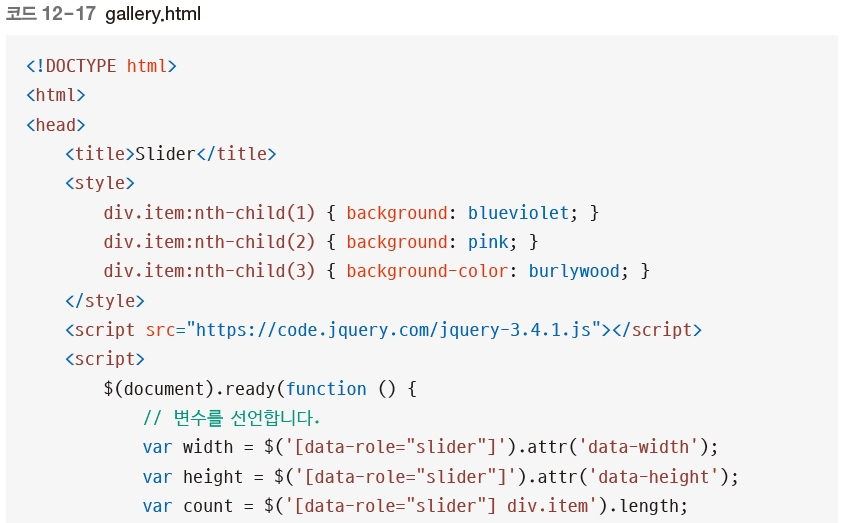 코드 12-17 gallery.html
<!DOCTYPE html>
<html>
<head>
    <title>Slider</title>
    <style>
        div.item:nth-child(1) { background: blueviolet; }
        div.item:nth-child(2) { background: pink; }
        div.item:nth-child(3) { background-color: burlywood; }
    </style>
    <script src="https://code.jquery.com/jquery-3.4.1.js"></script>
    <script>
        $(document).ready(function () {
            // 변수를 선언합니다.
            var width = $('[data-role="slider"]').attr('data-width');
            var height = $('[data-role="slider"]').attr('data-height');
            var count = $('[data-role="slider"] div.item').length;